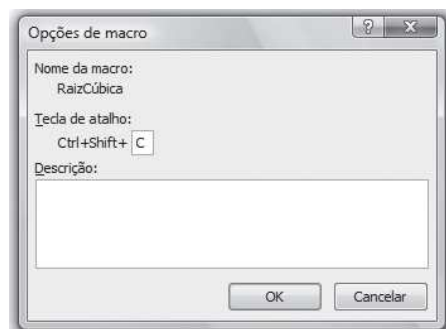 Opções de macro
Nome da macro:
RaizCúbica
Tecla de atalho:
Ctrl+Shift+ C
Descrição:
OK Cancelar